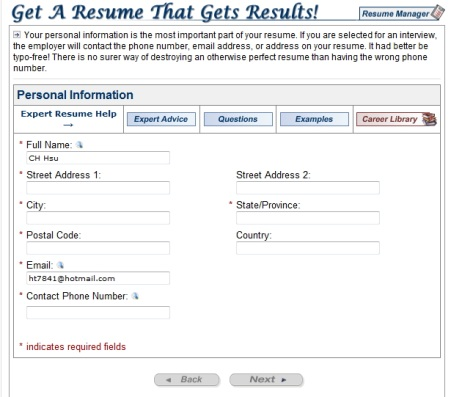 Get A Resume That Gets Results!
Resume Manager
Your personal information is the most important part of your resume. If you are selected for an interview,
the employer will contact the phone number, email address, or address on your resume. It had better be
typo-free! There is no surer way of destroying an otherwise perfect resume than having the wrong phone
number.
Personal Information
Expert Resume Help → Expert Advice Questions Examples Career Library
* Full Name:
CH Hsu
* Street Address 1: Street Address 2:
* City: * State/Province:
* Postal Code: Country:
* Email:
ht7841@hotmail.com
* Contact Phone Number:
* indicates required fields
◄ Back Next ►